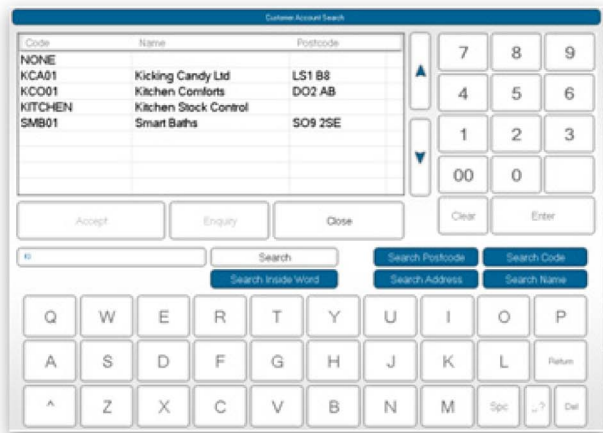 Customer Account Search
Code Name Postcode
NONE
KCA01 Kicking Candy Ltd LS1 B8
KCO01 Kitchen Comforts DO2 AB
KITCHEN Kitchen Stock Control
SMB01 Smart Baths SO9 2SE
7 8 9
4 5 6
1 2 3
00 0
Clear Enter
Accept Enquiry Close
Search Search Postcode Search Code
Search Inside Word Search Address Search Name
Q W E R T Y U I O P
A S D F G H J K L Return
^ Z X C V B N M Spc .,? Del